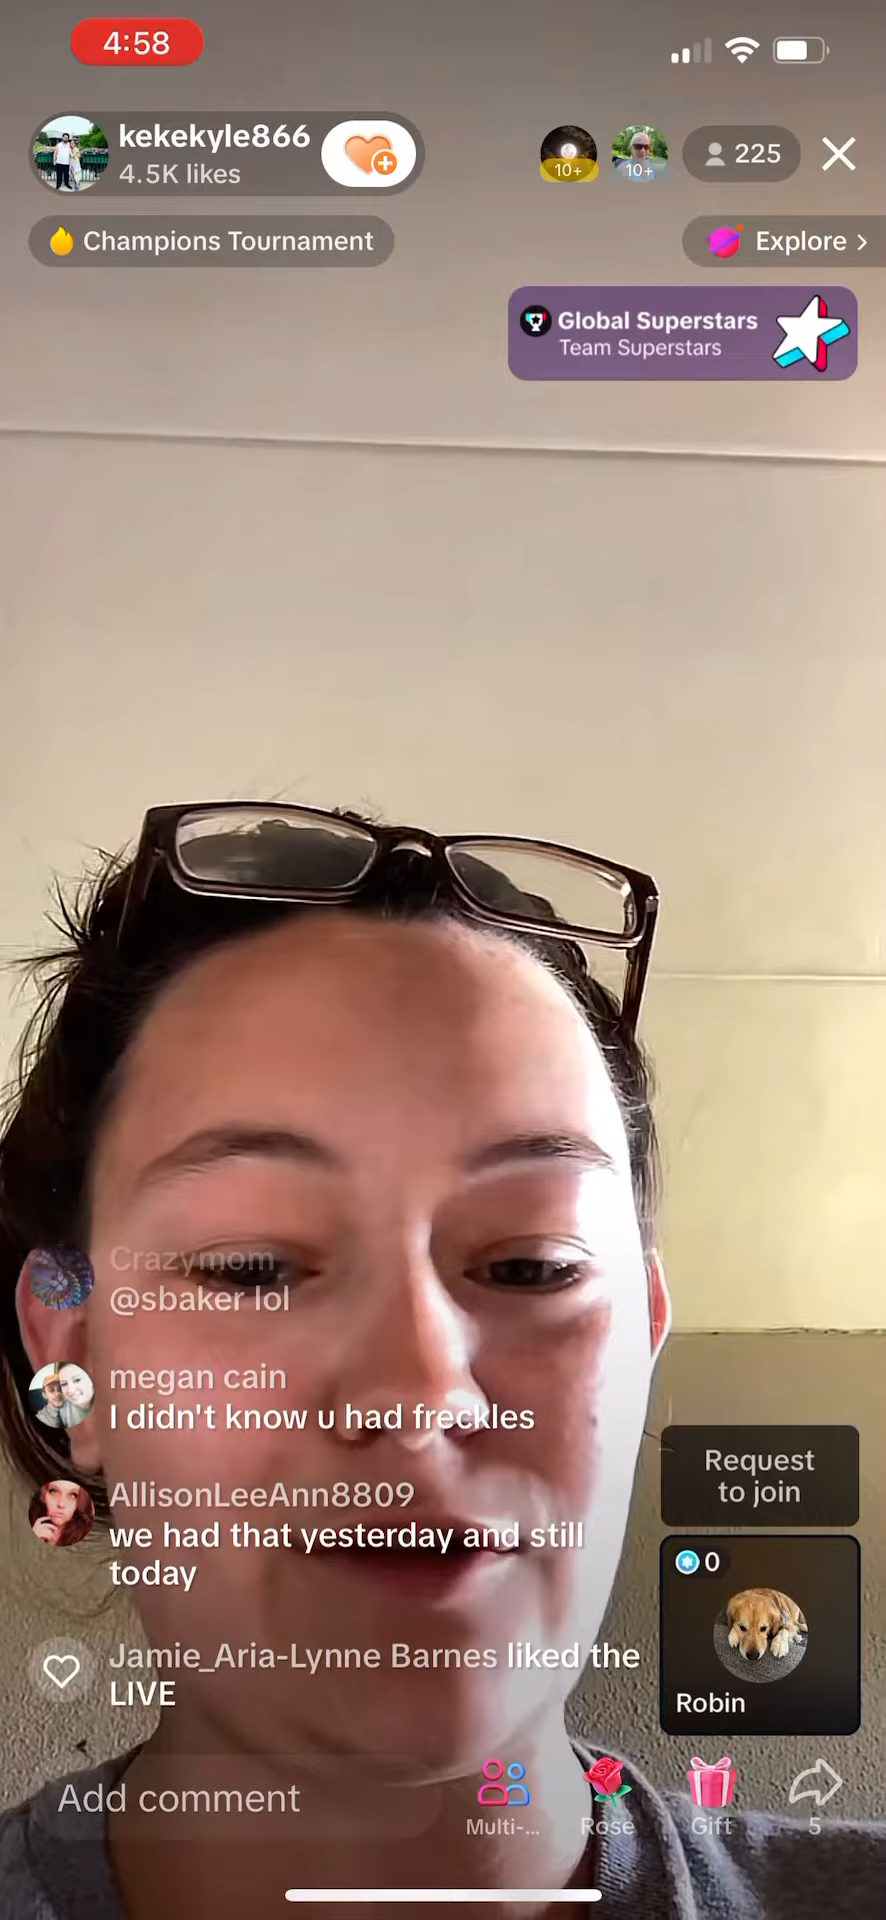 4:58
kekekyle866
4.5K likes
10+
10+
225
Champions Tournament
Explore >
Global Superstars
Team Superstars
Crazymom
@sbaker lol
megan cain
I didn't know u had freckles
AllisonLeeAnn8809
we had that yesterday and still
today
Request
to join
0
Jamie_Aria-Lynne Barnes liked the
LIVE
Robin
Add comment
Multi-...
Rose
Gift
5